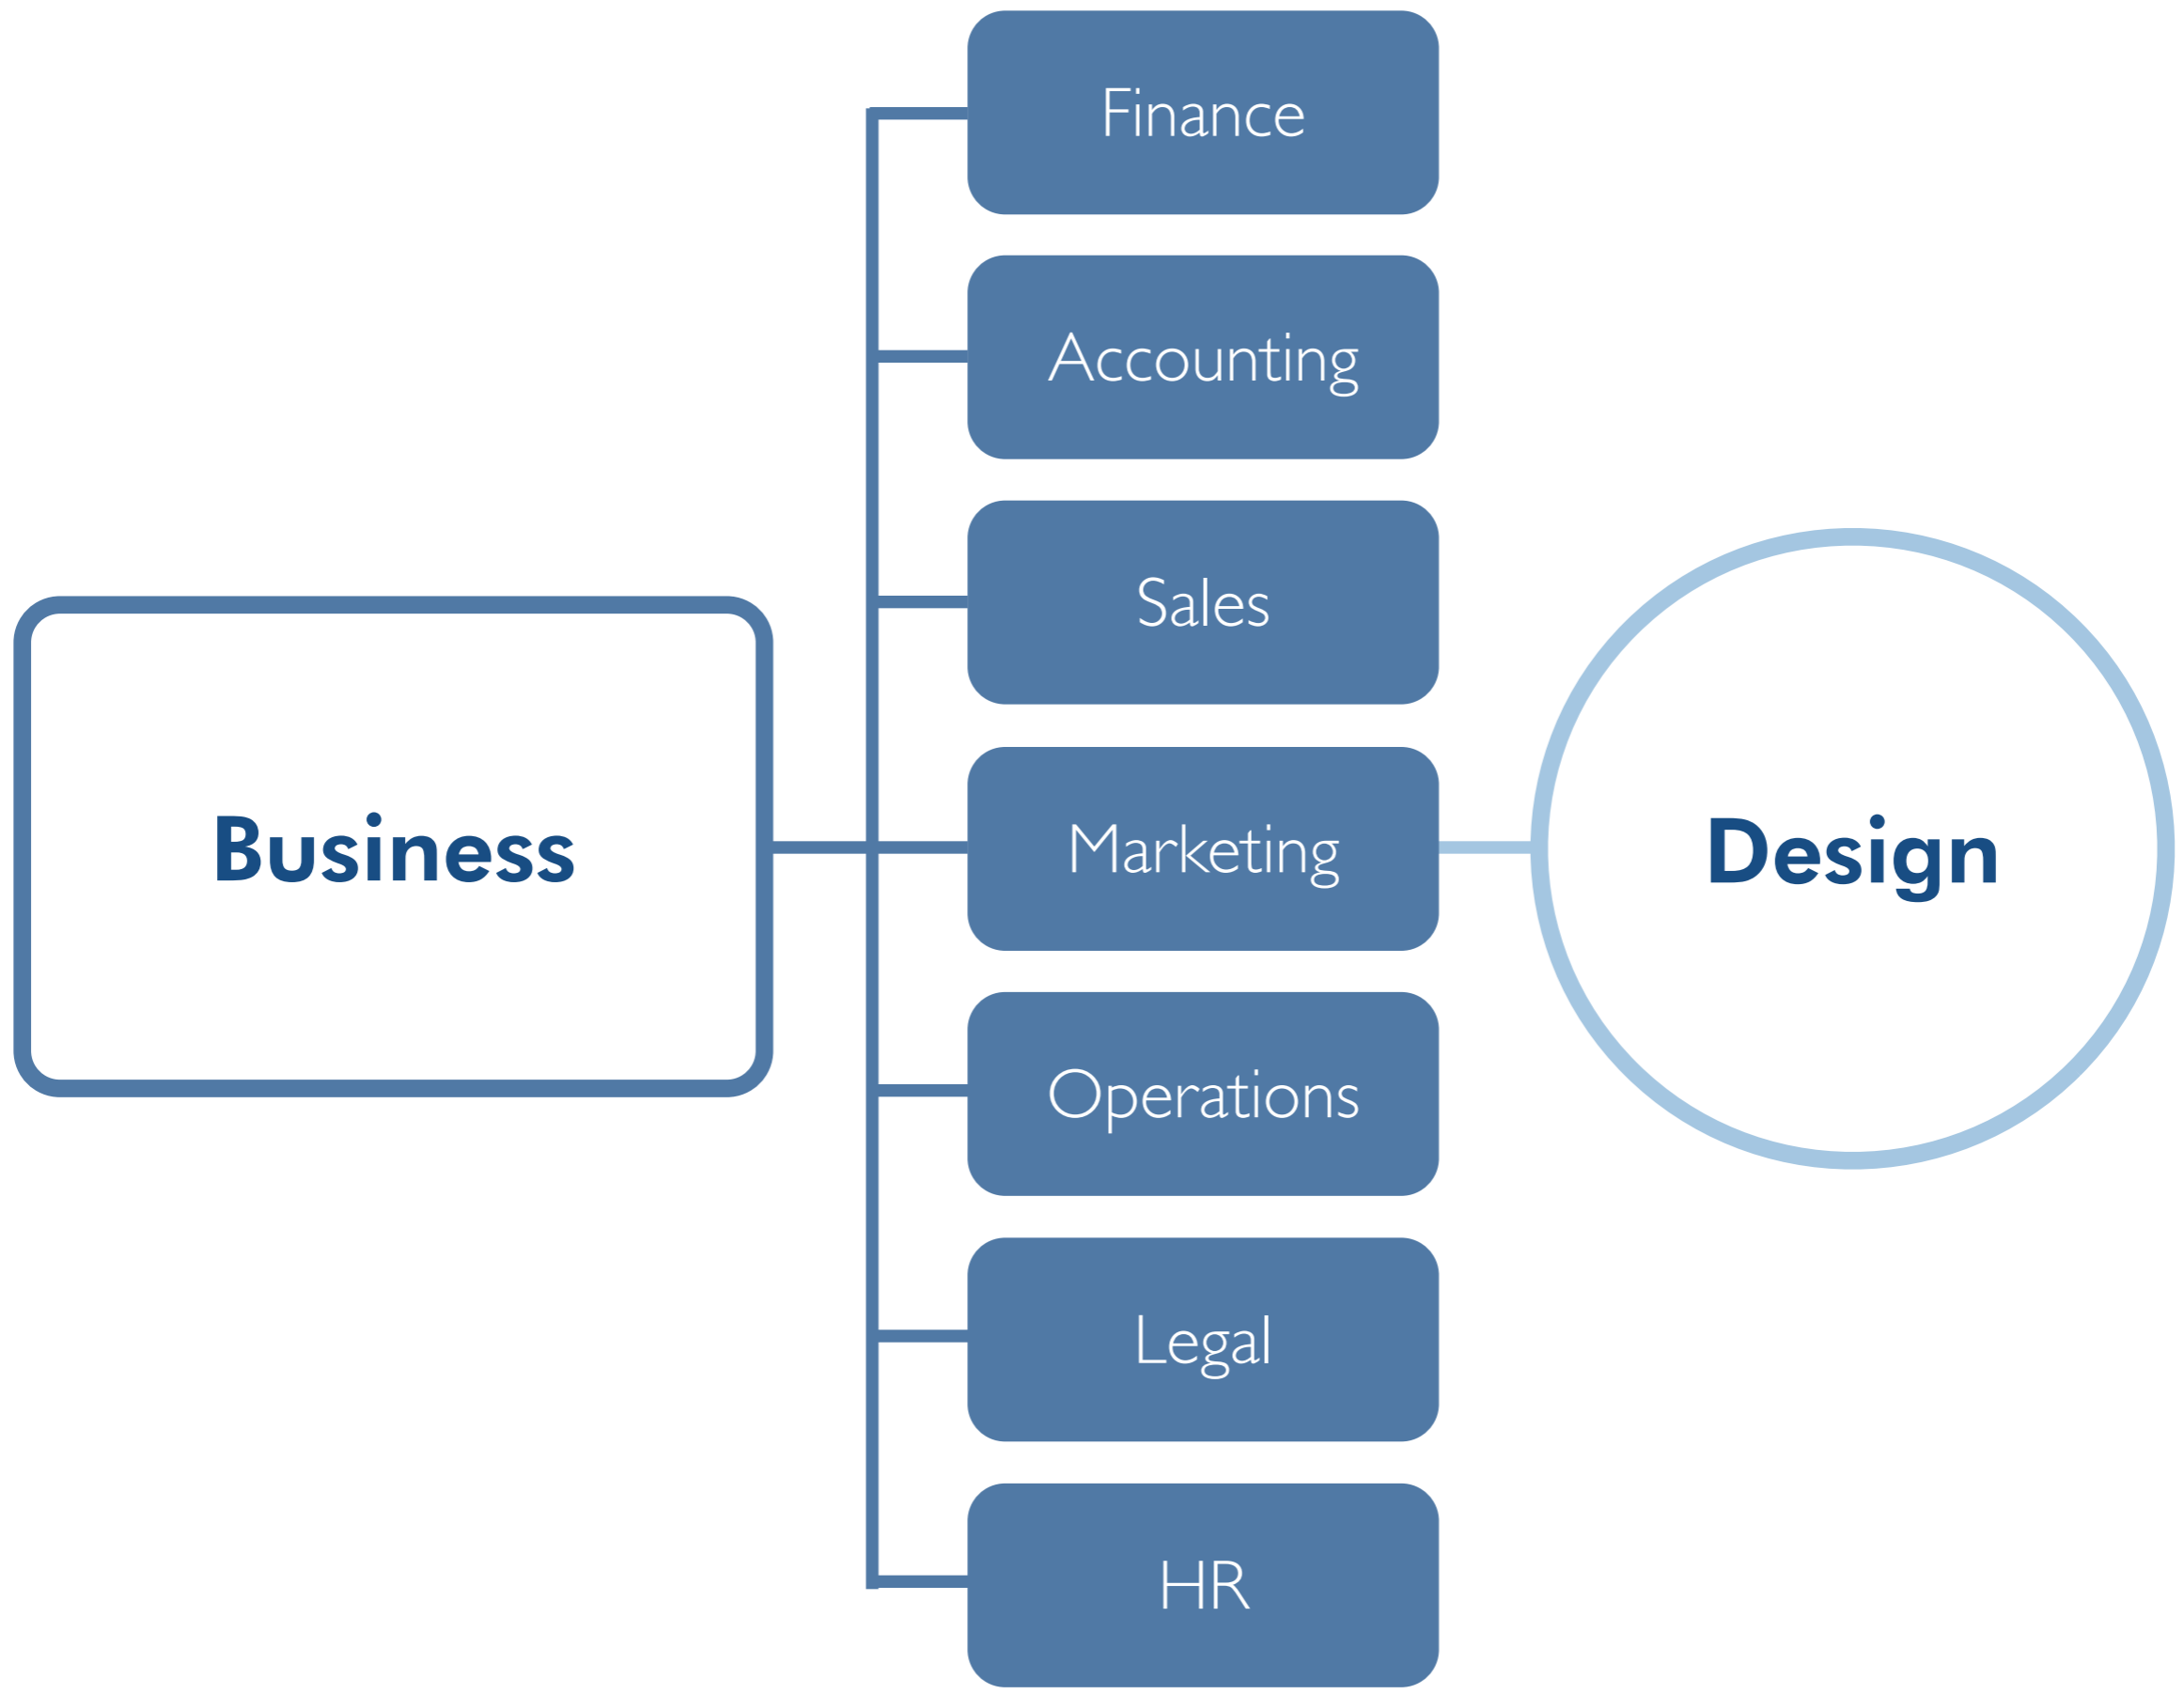 Finance
Accounting
Sales
Business
Marketing
Design
Operations
Legal
HR